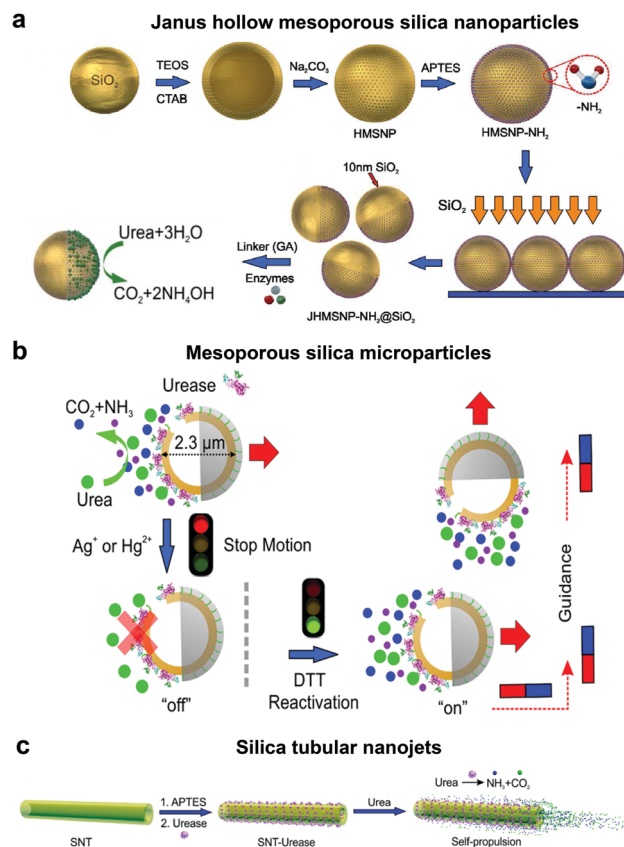 a
Janus hollow mesoporous silica nanoparticles
SiO₂
TEOS
CTAB
Na₂CO₃
HMSNP
APTES
HMSNP-NH₂
-NH₂
SiO₂
10nm SiO₂
JHMSNP-NH₂@SiO₂
Linker (GA)
Enzymes
Urea+3H₂O
CO₂+2NH₄OH
b
Mesoporous silica microparticles
Urease
CO₂+NH₃
2.3 μm
Urea
Ag⁺ or Hg²⁺
Stop Motion
"off"
DTT
Reactivation
"on"
Guidance
c
Silica tubular nanojets
SNT
1. APTES
2. Urease
SNT-Urease
Urea
Urea NH₃+CO₂
Self-propulsion